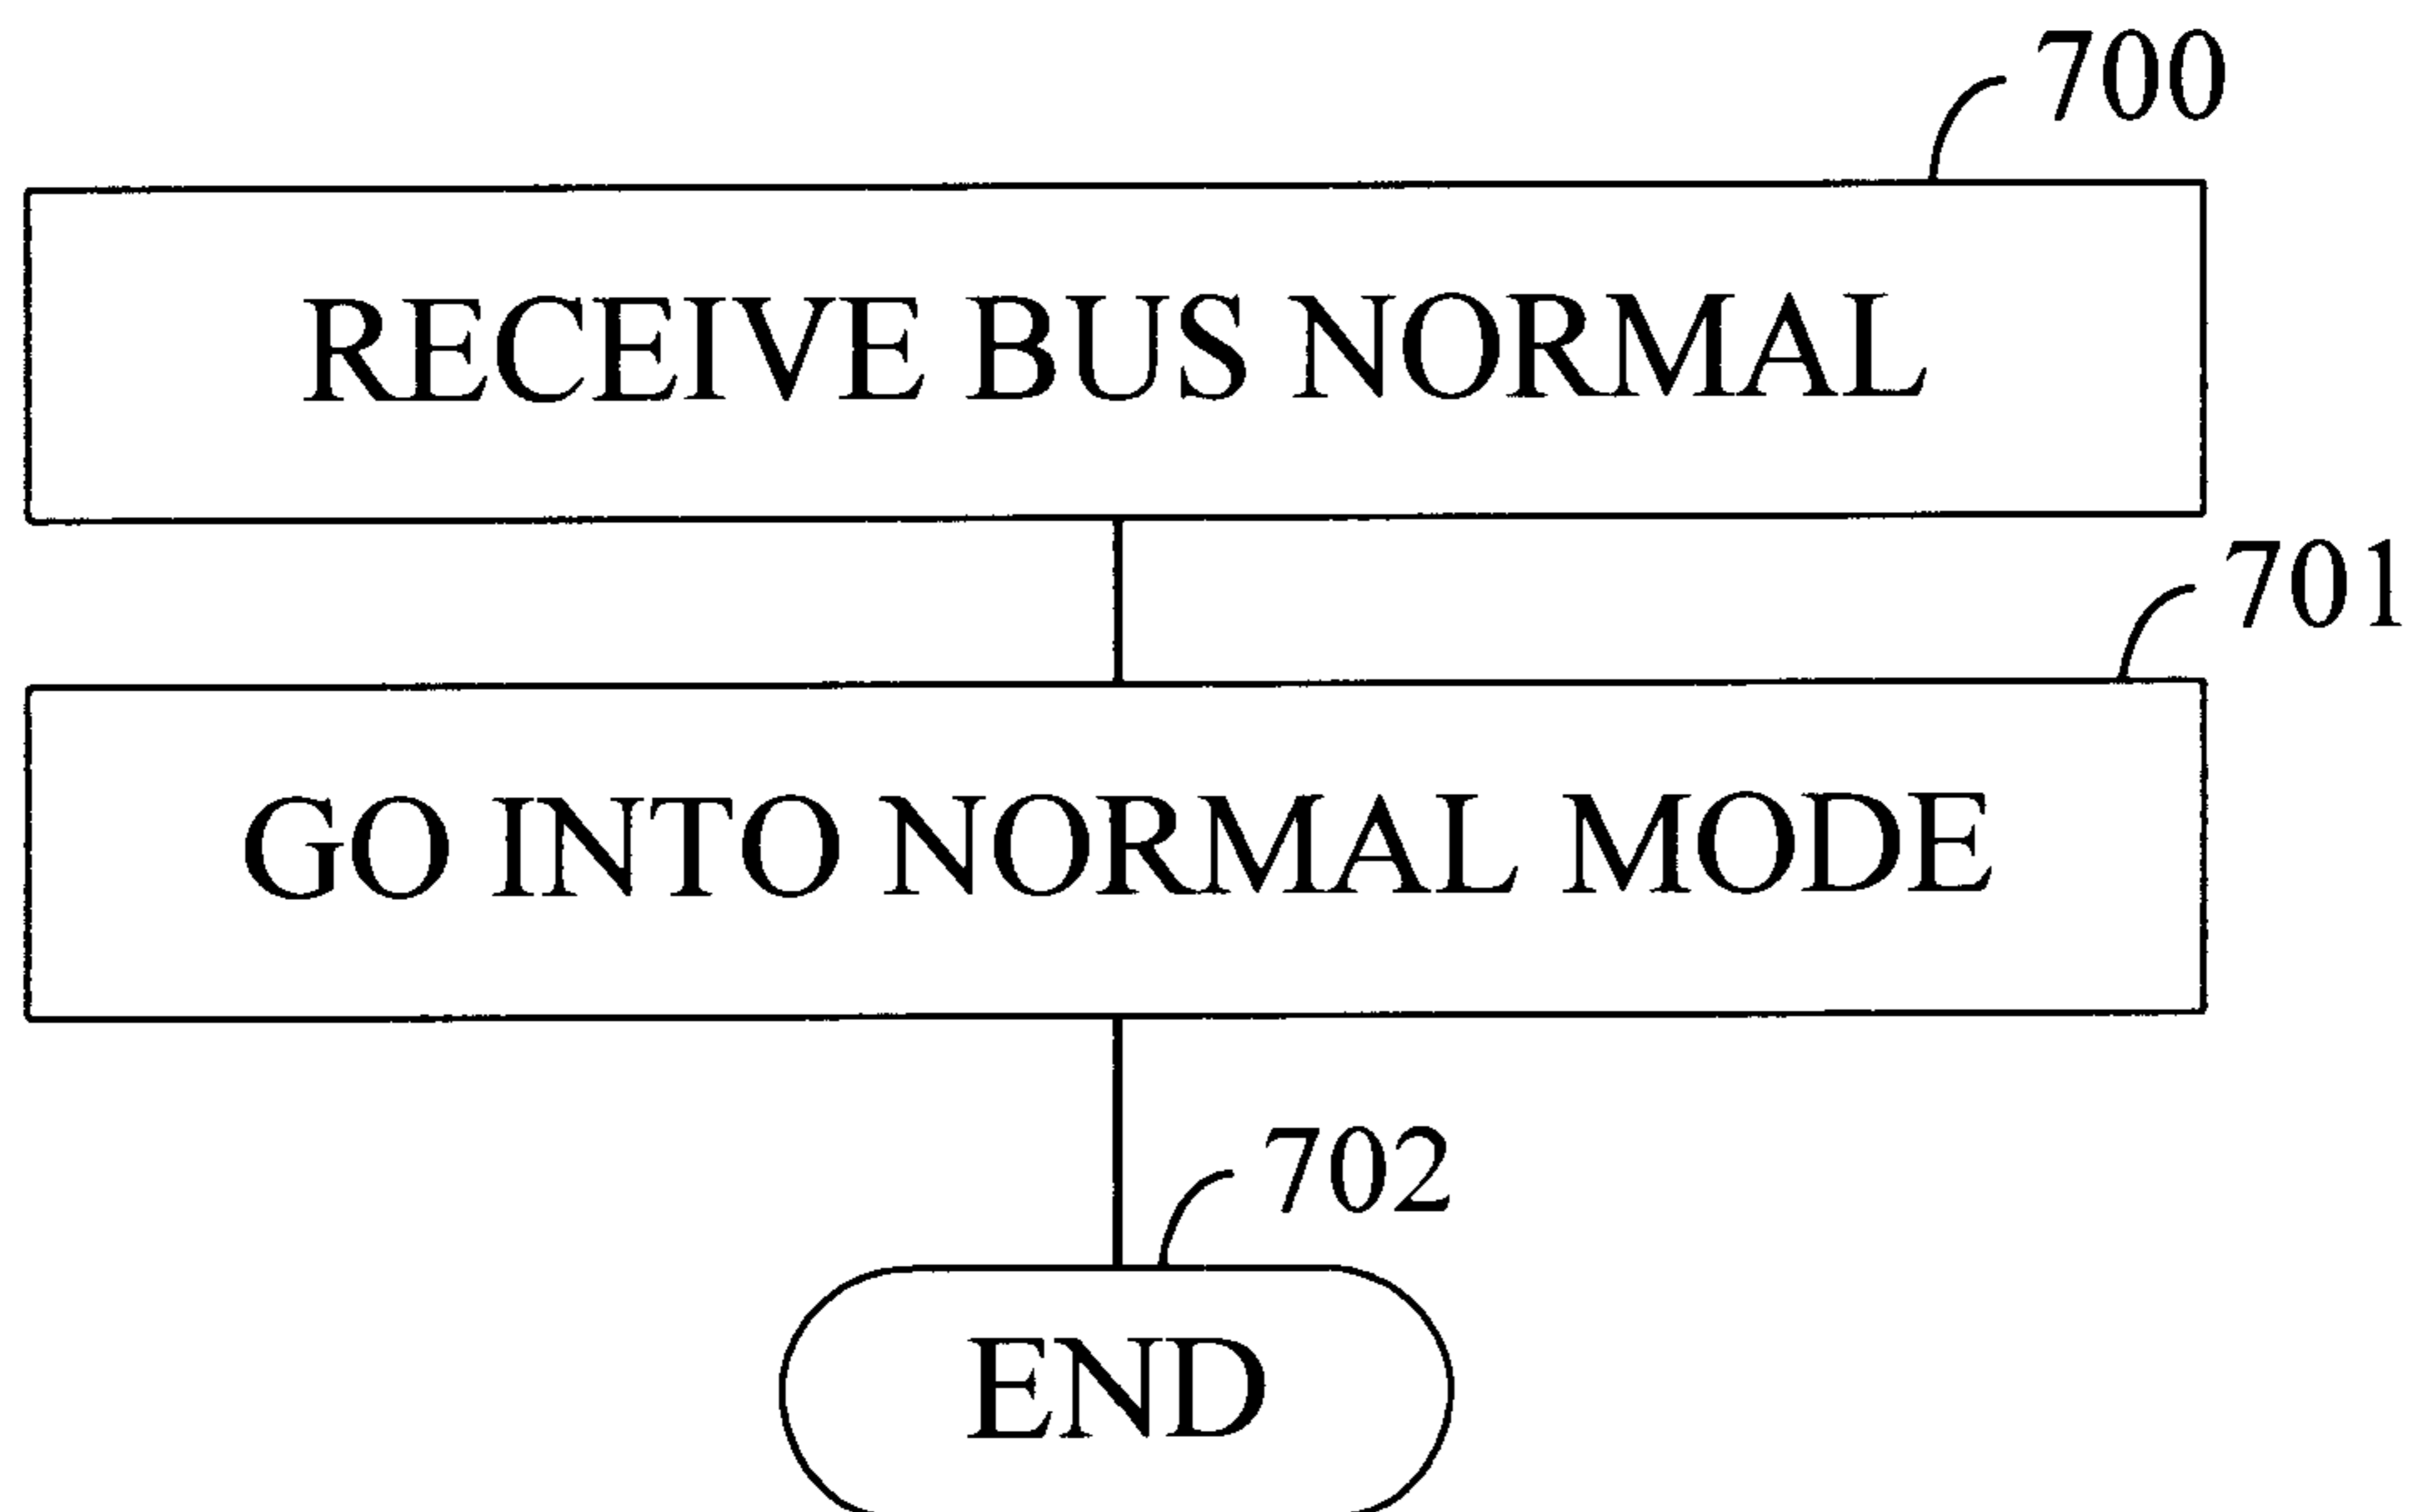 700
RECEIVE BUS NORMAL
701
GO INTO NORMAL MODE
702
END